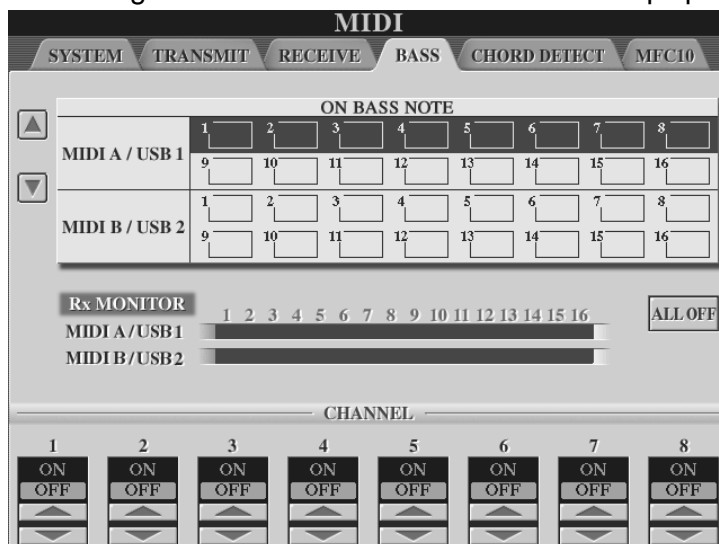 MIDI
SYSTEM TRANSMIT RECEIVE BASS CHORD DETECT MFC10
ON BASS NOTE
1 2 3 4 5 6 7 8
MIDI A / USB 1
9 10 11 12 13 14 15 16
1 2 3 4 5 6 7 8
MIDI B / USB 2
9 10 11 12 13 14 15 16
Rx MONITOR 1 2 3 4 5 6 7 8 9 10 11 12 13 14 15 16 ALL OFF
MIDI A/USB1
MIDI B/USB2
CHANNEL
1 2 3 4 5 6 7 8
ON ON ON ON ON ON ON ON
OFF OFF OFF OFF OFF OFF OFF OFF